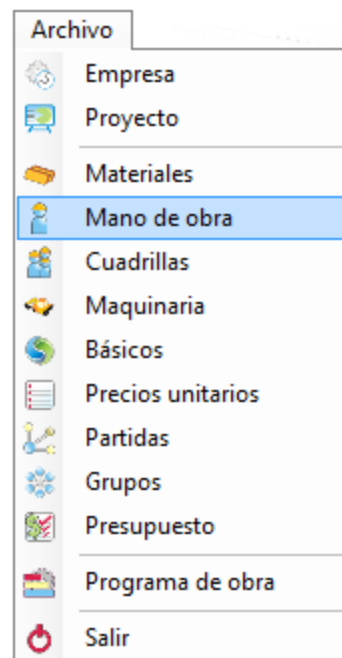 Archivo
Empresa
Proyecto
Materiales
Mano de obra
Cuadrillas
Maquinaria
Básicos
Precios unitarios
Partidas
Grupos
Presupuesto
Programa de obra
Salir